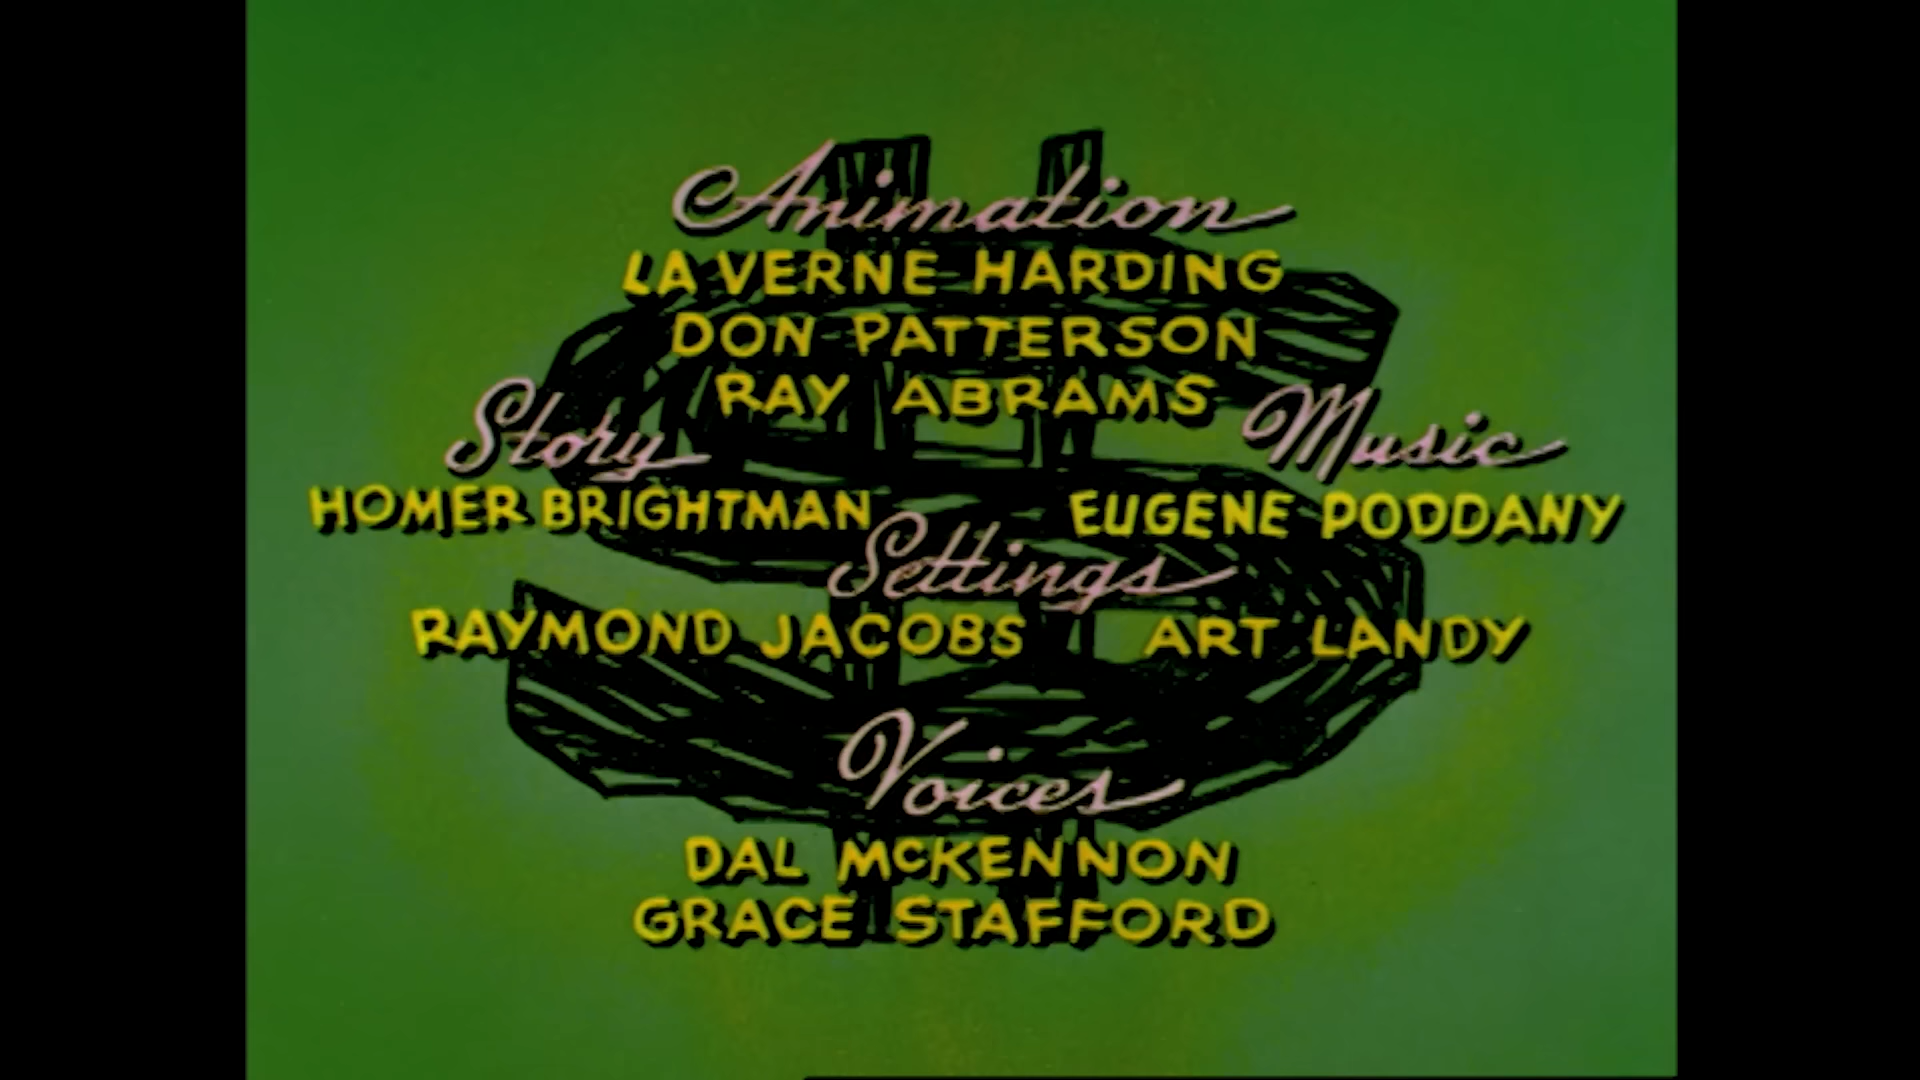 Animation
LA VERNE HARDING
DON PATTERSON
RAY ABRAMS
Story
HOMER BRIGHTMAN
Music
EUGENE PODDANY
Settings
RAYMOND JACOBS ART LANDY
Voices
DAL McKENNON
GRACE STAFFORD